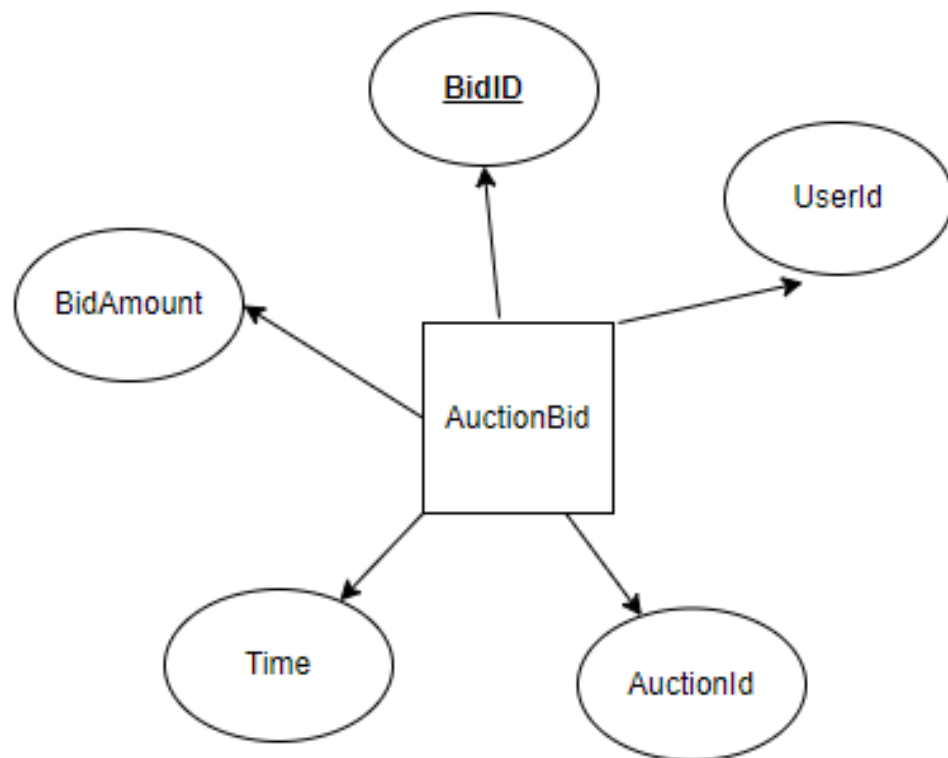 BidID
UserId
BidAmount
AuctionBid
Time
AuctionId